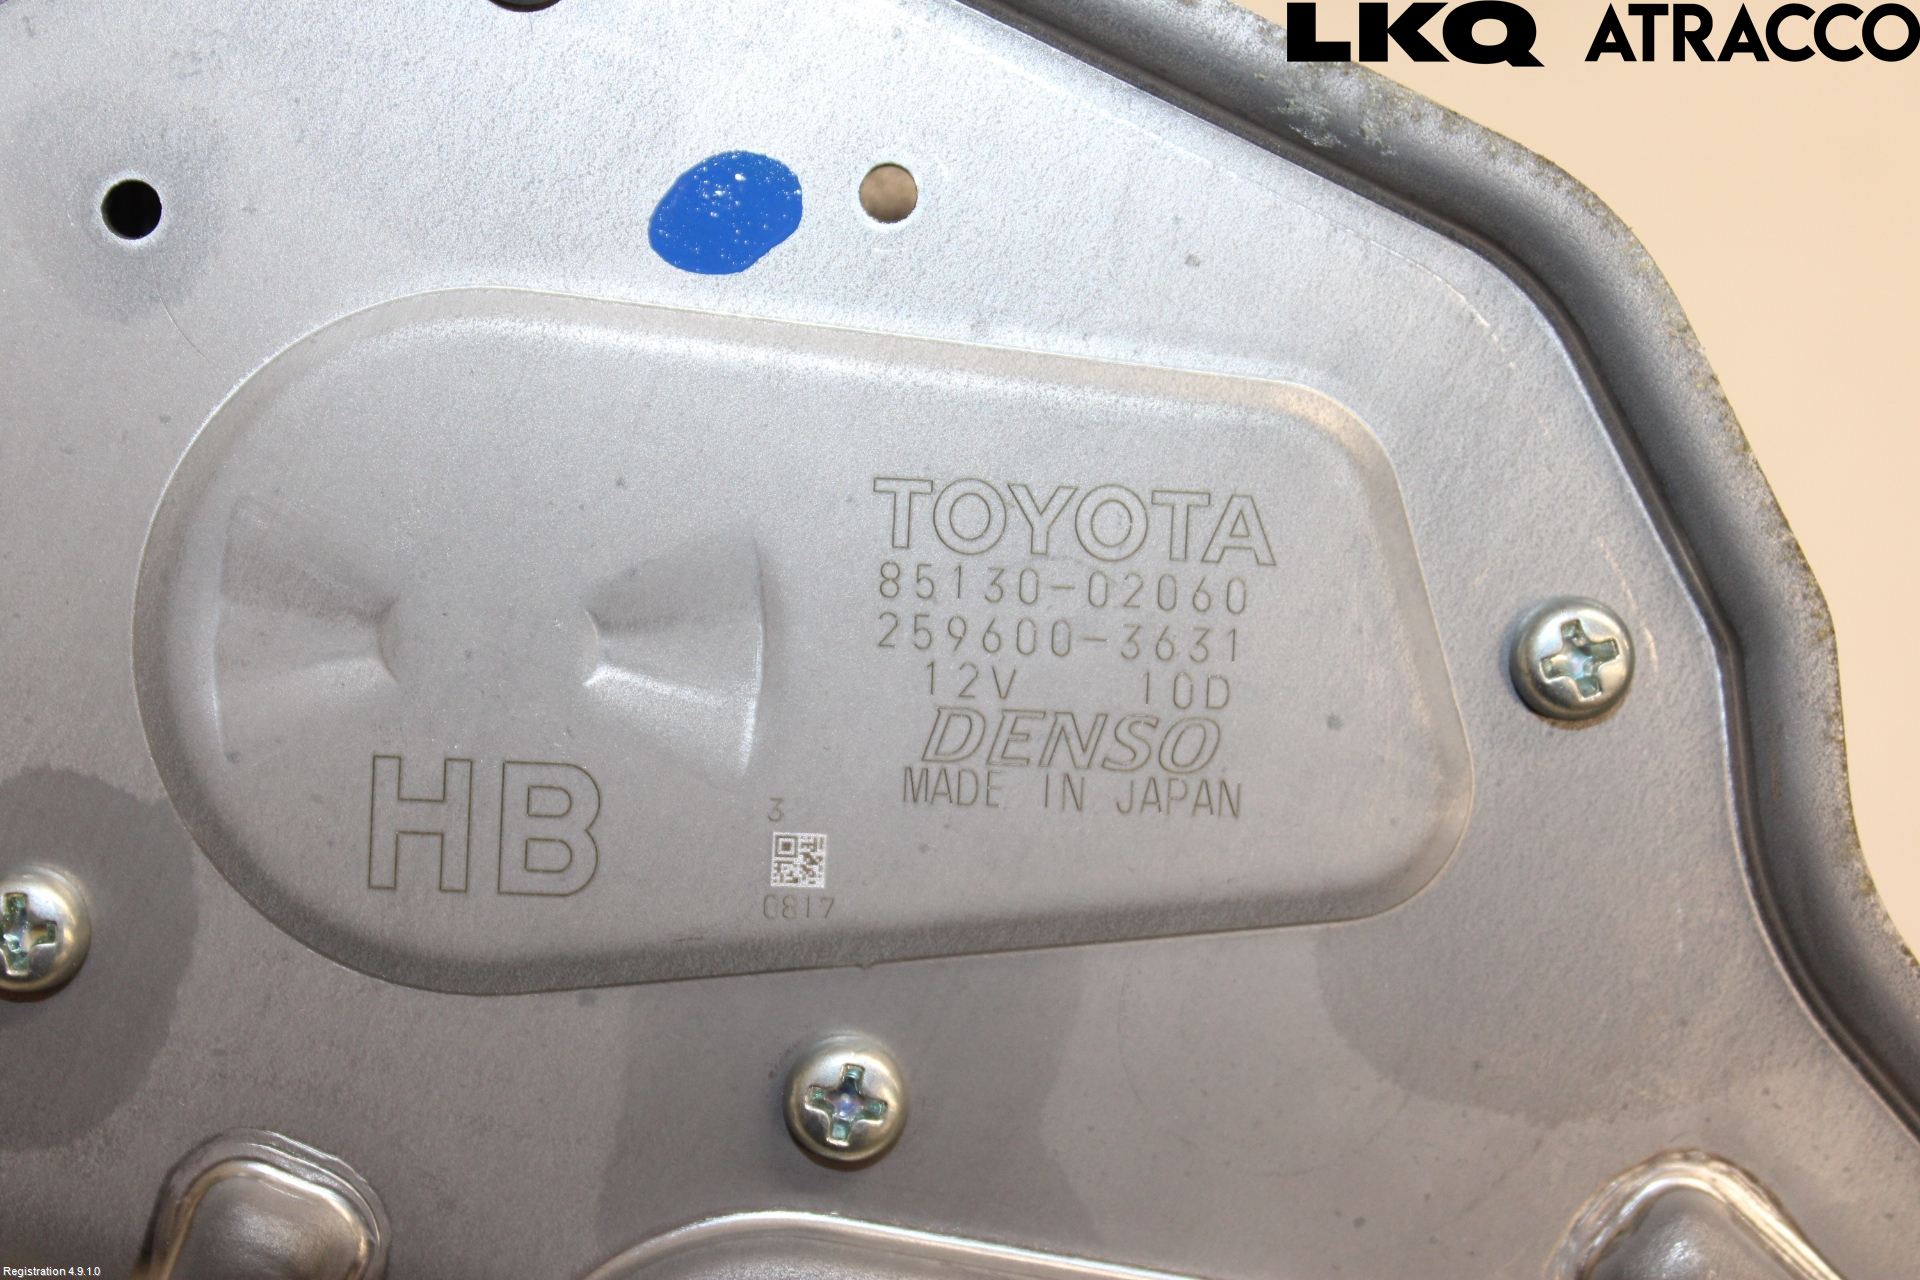 LKQ ATRACCO
TOYOTA
85130-02060
259600-3631
12V 10D
DENSO
MADE IN JAPAN
HB
3
0817
Registration 4.9.1.0